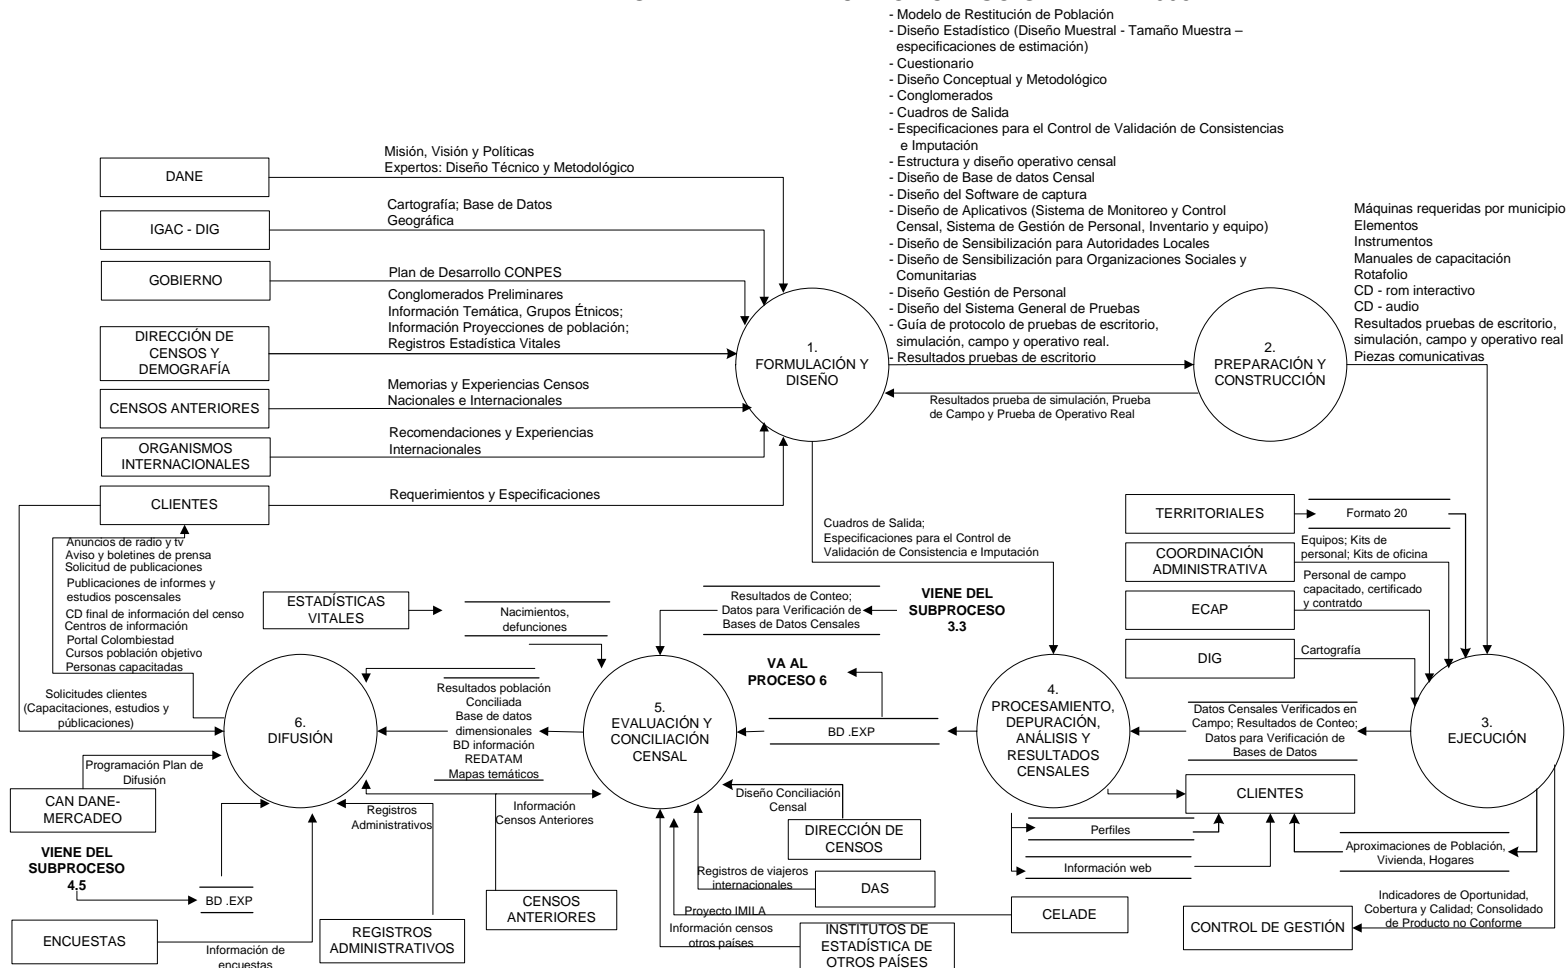 - Modelo de Restitución de Población
- Diseño Estadístico (Diseño Muestral - Tamaño Muestra –
especificaciones de estimación)
- Cuestionario
- Diseño Conceptual y Metodológico
- Conglomerados
- Cuadros de Salida
- Especificaciones para el Control de Validación de Consistencias
e Imputación
- Estructura y diseño operativo censal
- Diseño de Base de datos Censal
- Diseño del Software de captura
- Diseño de Aplicativos (Sistema de Monitoreo y Control
Censal, Sistema de Gestión de Personal, Inventario y equipo)
- Diseño de Sensibilización para Autoridades Locales
- Diseño de Sensibilización para Organizaciones Sociales y
Comunitarias
- Diseño Gestión de Personal
- Diseño del Sistema General de Pruebas
- Guía de protocolo de pruebas de escritorio,
simulación, campo y operativo real.
- Resultados pruebas de escritorio
DANE
Misión, Visión y Políticas
Expertos: Diseño Técnico y Metodológico
IGAC - DIG
Cartografía; Base de Datos
Geográfica
GOBIERNO
Plan de Desarrollo CONPES
DIRECCIÓN DE
CENSOS Y
DEMOGRAFÍA
Conglomerados Preliminares
Información Temática, Grupos Étnicos;
Información Proyecciones de población;
Registros Estadística Vitales
CENSOS ANTERIORES
Memorias y Experiencias Censos
Nacionales e Internacionales
ORGANISMOS
INTERNACIONALES
Recomendaciones y Experiencias
Internacionales
CLIENTES
Requerimientos y Especificaciones
1.
FORMULACIÓN Y
DISEÑO
2.
PREPARACIÓN Y
CONSTRUCCIÓN
Resultados prueba de simulación, Prueba
de Campo y Prueba de Operativo Real
Máquinas requeridas por municipio
Elementos
Instrumentos
Manuales de capacitación
Rotafolio
CD - rom interactivo
CD - audio
Resultados pruebas de escritorio,
simulación, campo y operativo real
Piezas comunicativas
Cuadros de Salida;
Especificaciones para el Control de
Validación de Consistencia e Imputación
TERRITORIALES
Formato 20
COORDINACIÓN
ADMINISTRATIVA
Equipos; Kits de
personal; Kits de oficina
ECAP
Personal de campo
capacitado, certificado
y contratdo
DIG
Cartografía
Anuncios de radio y tv
Aviso y boletines de prensa
Solicitud de publicaciones
Publicaciones de informes y
estudios poscensales
CD final de información del censo
Centros de información
Portal Colombiestad
Cursos población objetivo
Personas capacitadas
Solicitudes clientes
(Capacitaciones, estudios y
públicaciones)
ESTADÍSTICAS
VITALES
Nacimientos,
defunciones
Resultados de Conteo;
Datos para Verificación de
Bases de Datos Censales
VIENE DEL
SUBPROCESO
3.3
VA AL
PROCESO 6
6.
DIFUSIÓN
Resultados población
Conciliada
Base de datos
dimensionales
BD información
REDATAM
Mapas temáticos
5.
EVALUACIÓN Y
CONCILIACIÓN
CENSAL
BD .EXP
4.
PROCESAMIENTO,
DEPURACIÓN,
ANÁLISIS Y
RESULTADOS
CENSALES
Datos Censales Verificados en
Campo; Resultados de Conteo;
Datos para Verificación de
Bases de Datos
3.
EJECUCIÓN
Programación Plan de
Difusión
CAN DANE-
MERCADEO
Registros
Administrativos
Información
Censos Anteriores
Diseño Conciliación
Censal
DIRECCIÓN DE
CENSOS
CLIENTES
Perfiles
Información web
Aproximaciones de Población,
Vivienda, Hogares
VIENE DEL
SUBPROCESO
4.5
BD .EXP
CENSOS
ANTERIORES
Registros de viajeros
internacionales
DAS
Proyecto IMILA
CELADE
Indicadores de Oportunidad,
Cobertura y Calidad; Consolidado
de Producto no Conforme
CONTROL DE GESTIÓN
ENCUESTAS
Información de
encuestas
REGISTROS
ADMINISTRATIVOS
Información censos
otros países
INSTITUTOS DE
ESTADÍSTICA DE
OTROS PAÍSES